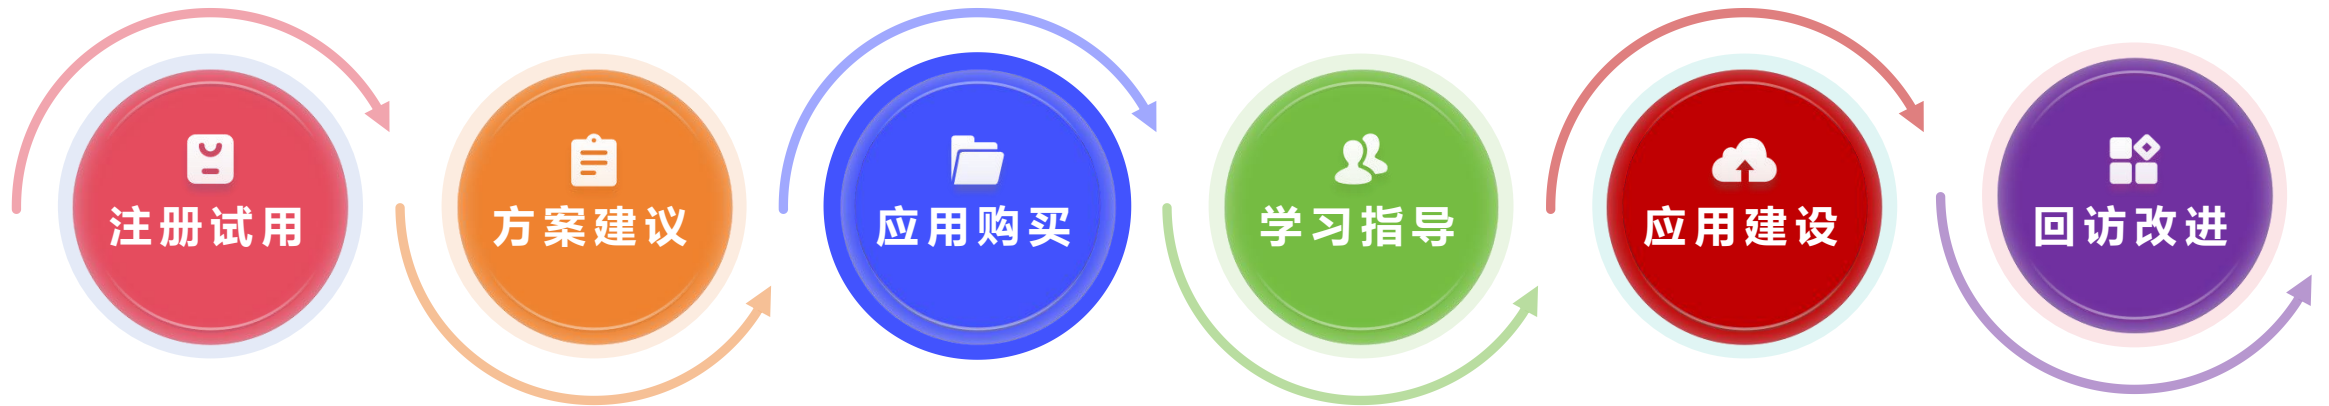 注册试用
方案建议
应用购买
学习指导
应用建设
回访改进